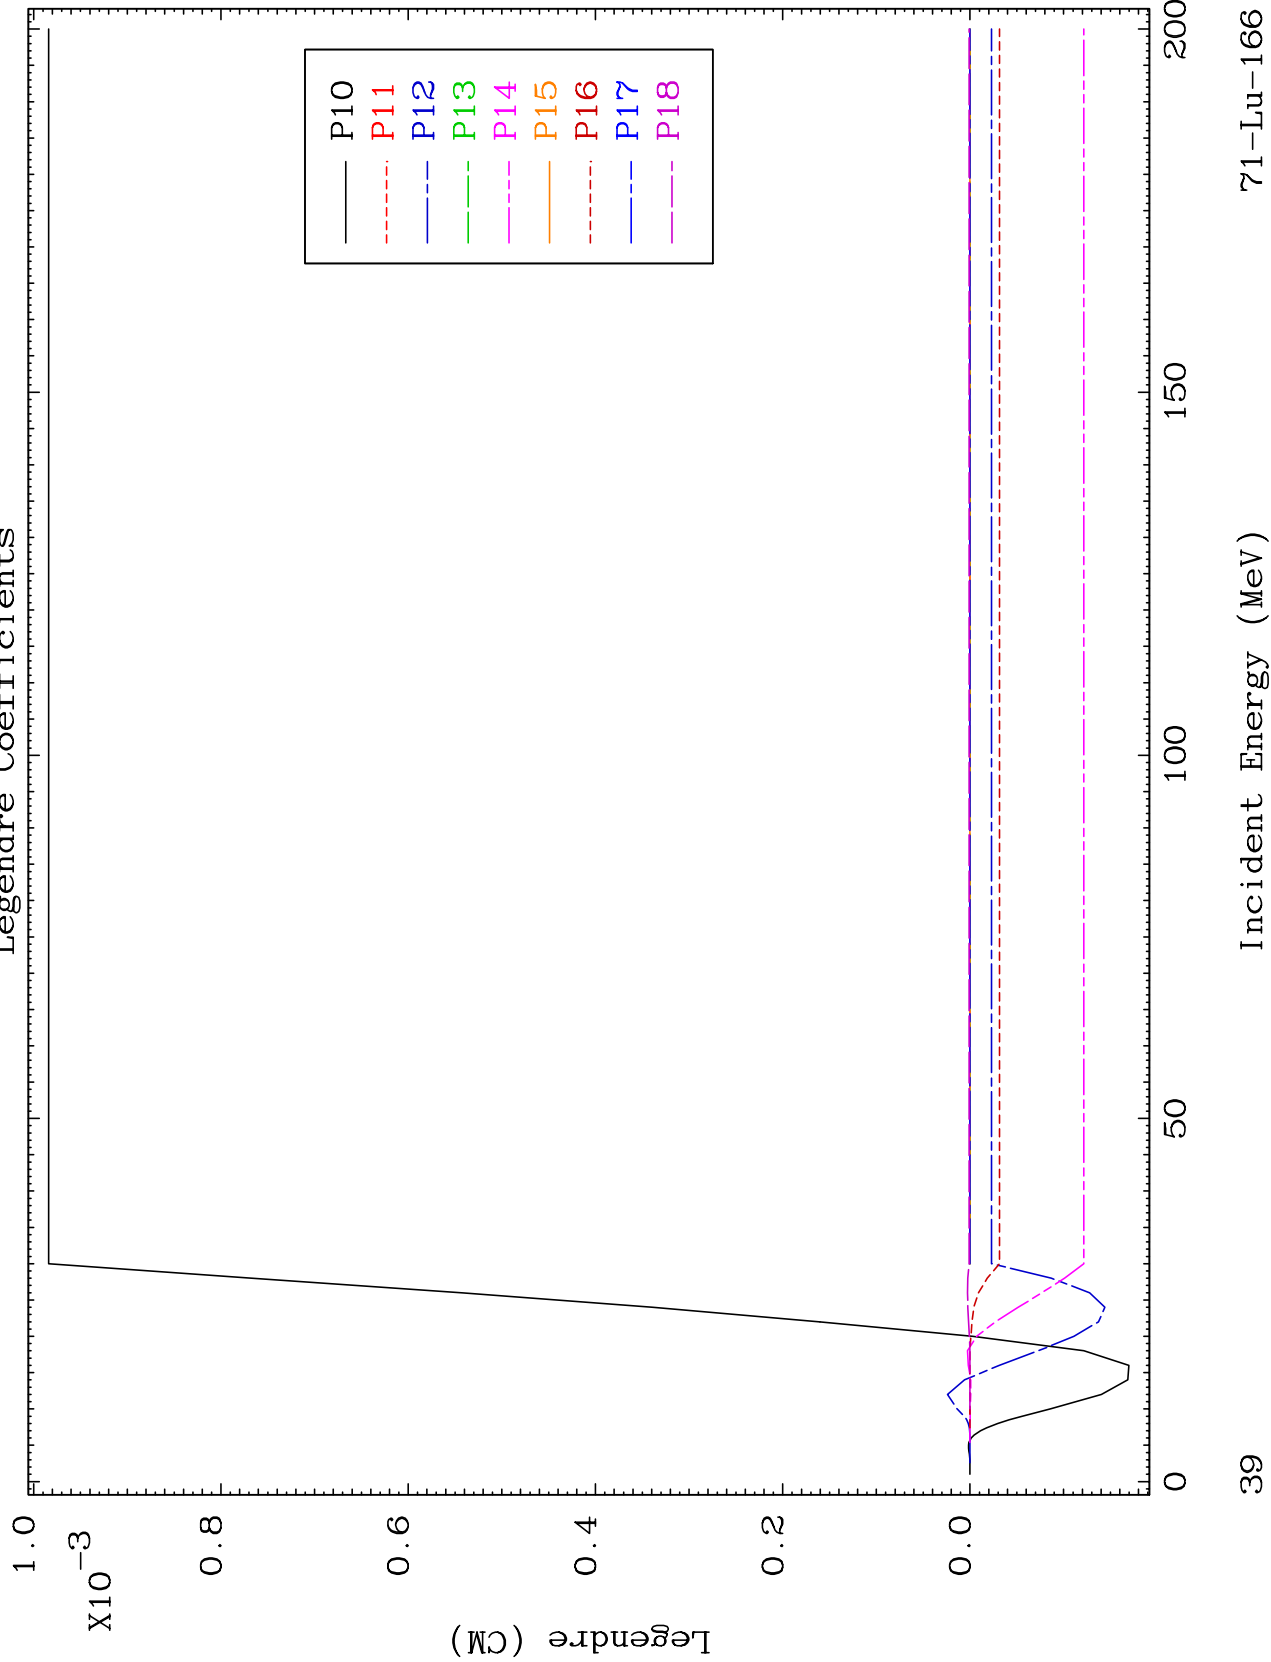 Legendre Coefficients
1.0
X10-3
0.8
0.6
0.4
0.2
0.0
Legendre (CM)
P10
P11
P12
P13
P14
P15
P16
P17
P18
0
50
100
150
200
39
Incident Energy (MeV)
71-Lu-166